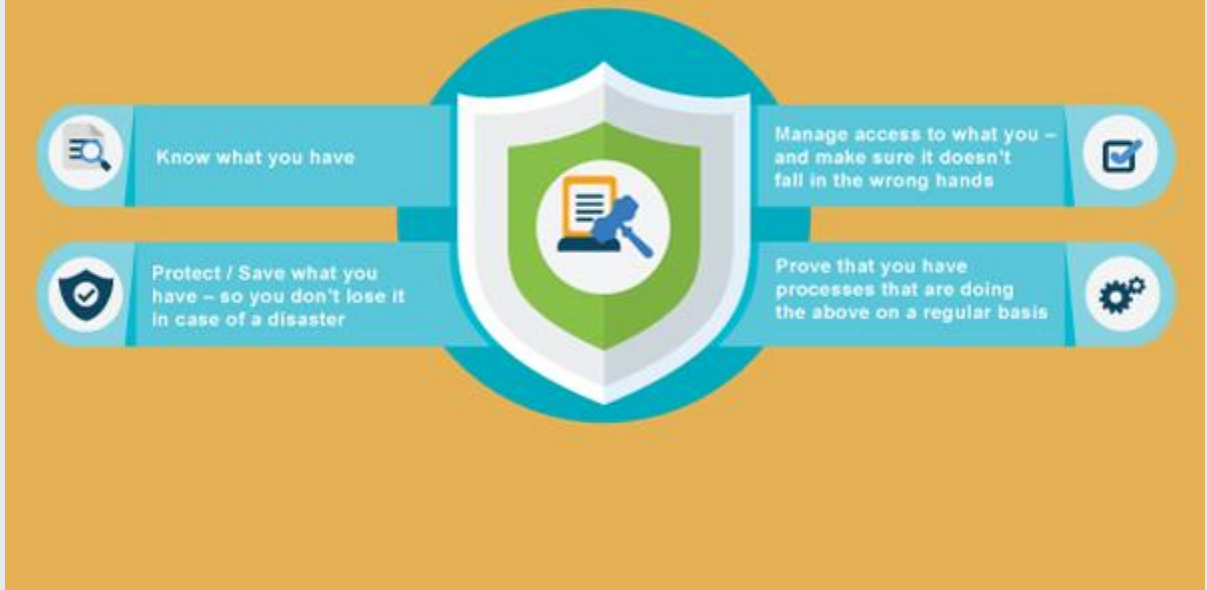 Know what you have
Protect / Save what you
have – so you don't lose it
in case of a disaster
Manage access to what you –
and make sure it doesn't
fall in the wrong hands
Prove that you have
processes that are doing
the above on a regular basis